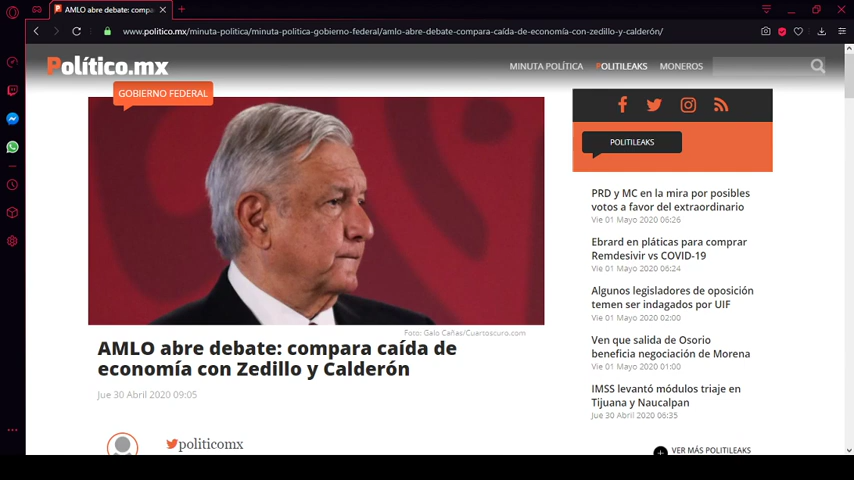 AMLO abre debate: compa
www.politico.mx/minuta-politica/minuta-politica-gobierno-federal/amlo-abre-debate-compara-caída-de-economía-con-zedillo-y-calderón/
Político.mx
MINUTA POLÍTICA
POLITILEAKS
MONEROS
GOBIERNO FEDERAL
Foto: Galo Cañas/Cuartoscuro.com
AMLO abre debate: compara caída de
economía con Zedillo y Calderón
Jue 30 Abril 2020 09:05
politicomx
POLITILEAKS
PRD y MC en la mira por posibles
votos a favor del extraordinario
Vie 01 Mayo 2020 06:26
Ebrard en pláticas para comprar
Remdesivir vs COVID-19
Vie 01 Mayo 2020 06:24
Algunos legisladores de oposición
temen ser indagados por UIF
Vie 01 Mayo 2020 02:00
Ven que salida de Osorio
beneficia negociación de Morena
Vie 01 Mayo 2020 01:00
IMSS levantó módulos triaje en
Tijuana y Naucalpan
Jue 30 Abril 2020 06:35
VER MÁS POLITILEAKS